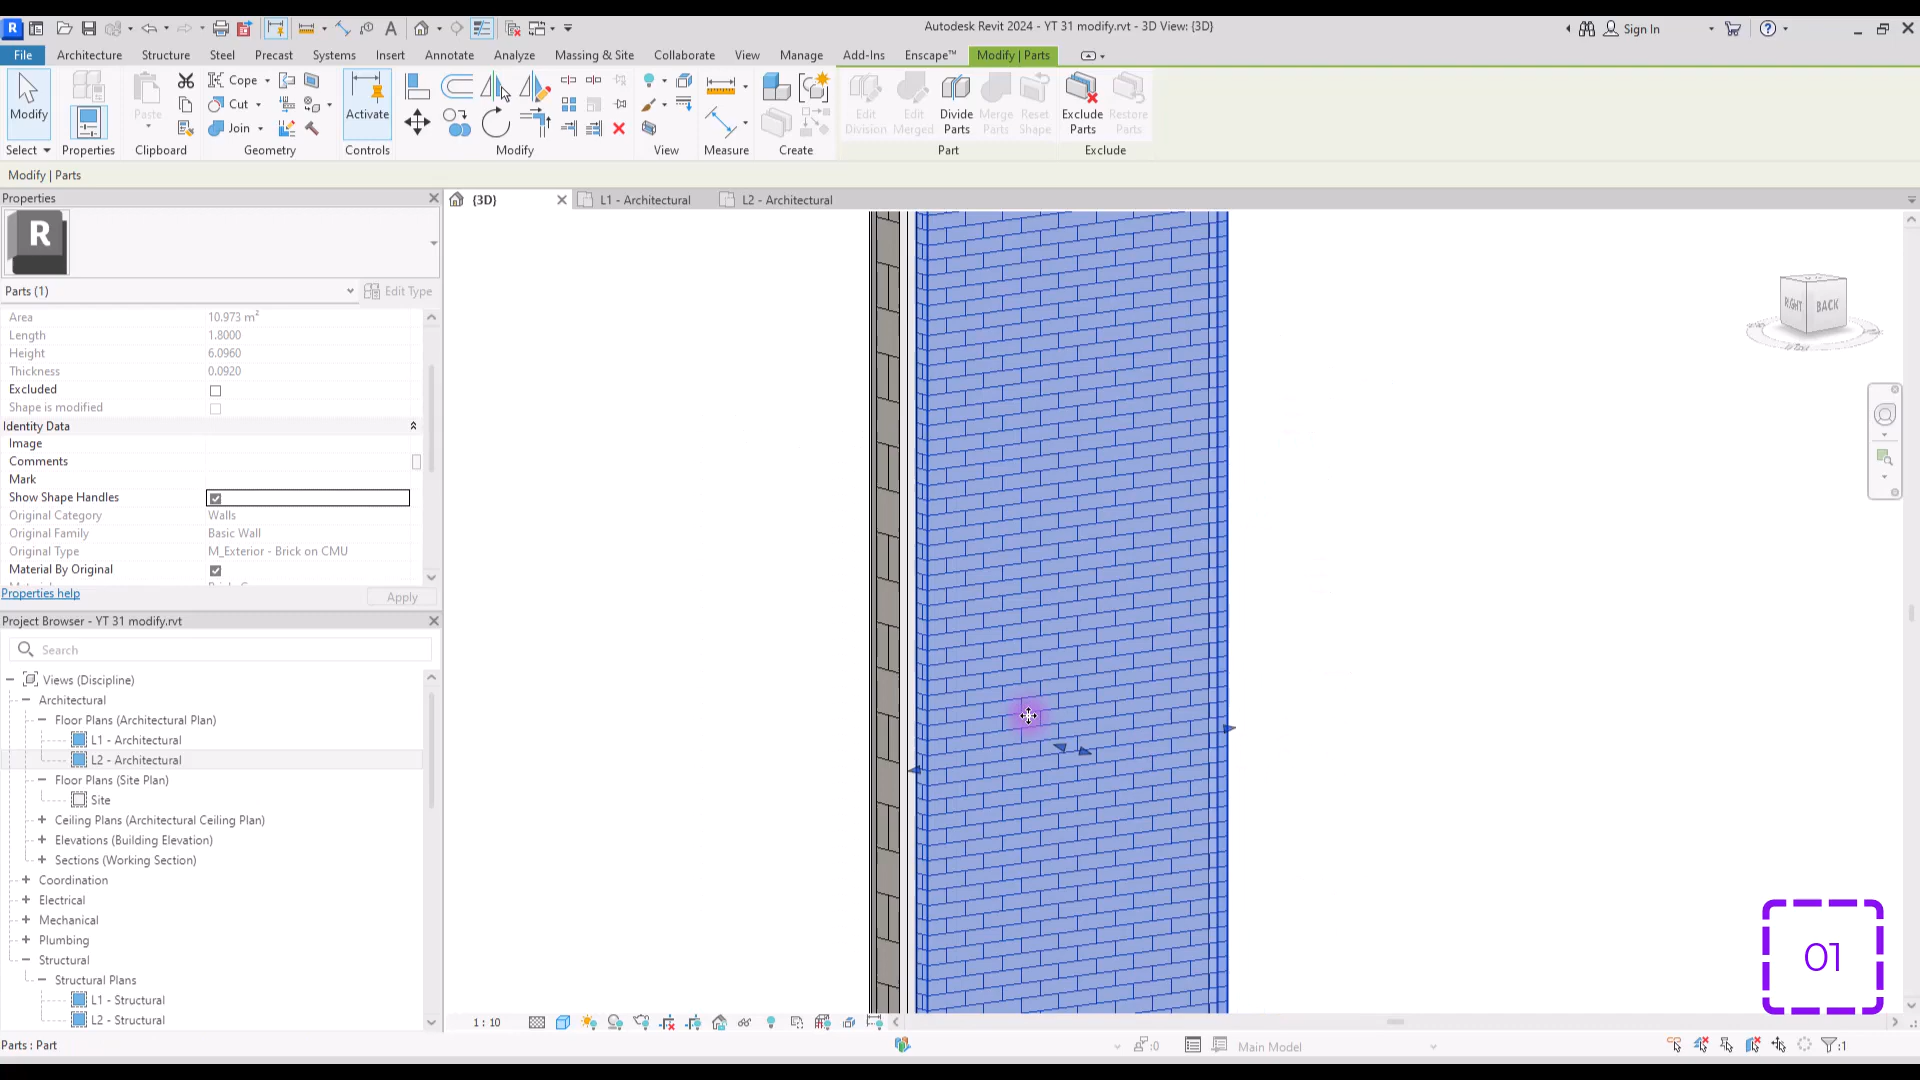 Autodesk Revit 2024 - YT 31 modify.rvt - 3D View: {3D}
Sign In
File
Architecture
Structure
Steel
Precast
Systems
Insert
Annotate
Analyze
Massing & Site
Collaborate
View
Manage
Add-Ins
Enscape™
Modify | Parts
Modify
Paste
Cope
Cut
Join
Activate
Edit Division
Edit Merged
Divide Parts
Merge Parts
Reset Shape
Exclude Parts
Restore Parts
Select
Properties
Clipboard
Geometry
Controls
Modify
View
Measure
Create
Part
Exclude
Modify | Parts
Properties
{3D}
L1 - Architectural
L2 - Architectural
R
Parts (1)
Edit Type
Area 10.973 m²
Length 1.8000
Height 6.0960
Thickness 0.0920
Excluded
Shape is modified
Identity Data
Image
Comments
Mark
Show Shape Handles
Original Category Walls
Original Family Basic Wall
Original Type M_Exterior - Brick on CMU
Material By Original
Properties help
Apply
Project Browser - YT 31 modify.rvt
Search
Views (Discipline)
Architectural
Floor Plans (Architectural Plan)
L1 - Architectural
L2 - Architectural
Floor Plans (Site Plan)
Site
Ceiling Plans (Architectural Ceiling Plan)
Elevations (Building Elevation)
Sections (Working Section)
Coordination
Electrical
Mechanical
Plumbing
Structural
Structural Plans
L1 - Structural
L2 - Structural
RIGHT
BACK
01
1 : 10
Parts : Part
:0
Main Model
:1